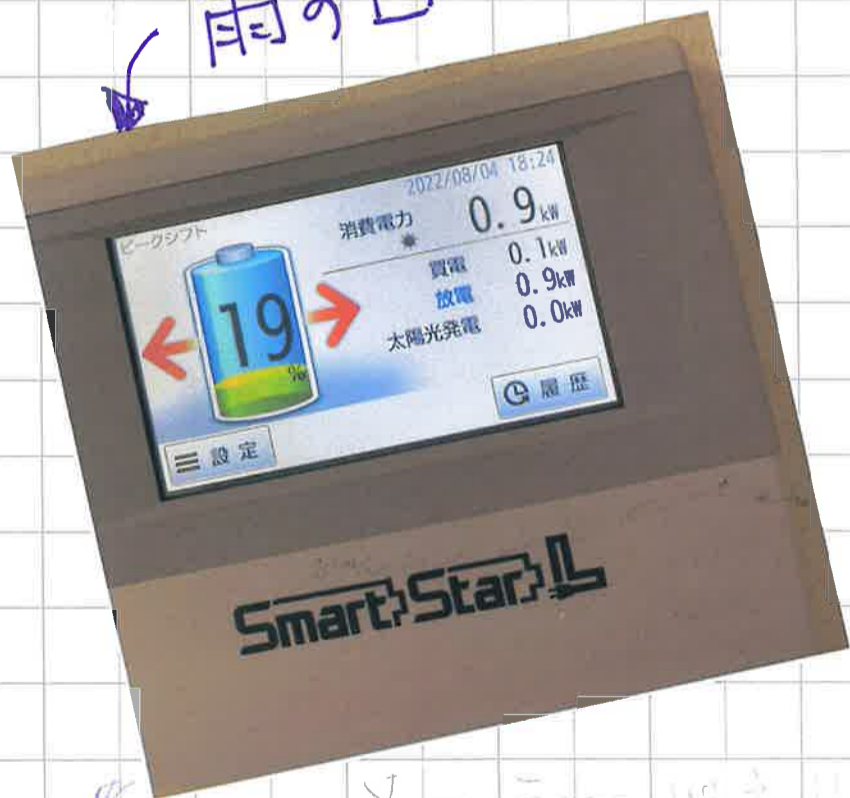 雨の日
2022/08/04 18:24
ピークシフト
消費電力 0.9kW
買電 0.1kW
放電 0.9kW
太陽光発電 0.0kW
19%
設定
履歴
Smart Star L